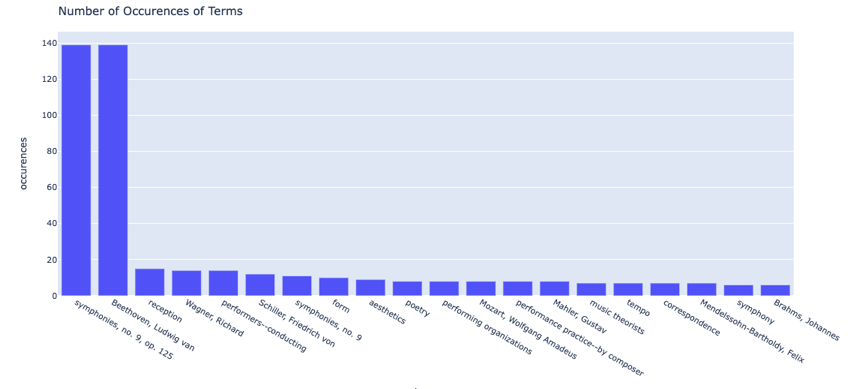 Number of Occurences of Terms
occurences
140
120
100
80
60
40
20
0
symphonies, no. 9, op. 125
Beethoven, Ludwig van
reception
Wagner, Richard
performers--conducting
Schiller, Friedrich von
symphonies, no. 9
form
aesthetics
poetry
performing organizations
Mozart, Wolfgang Amadeus
performance practice--by composer
Mahler, Gustav
music theorists
tempo
correspondence
Mendelssohn-Bartholdy, Felix
symphony
Brahms, Johannes